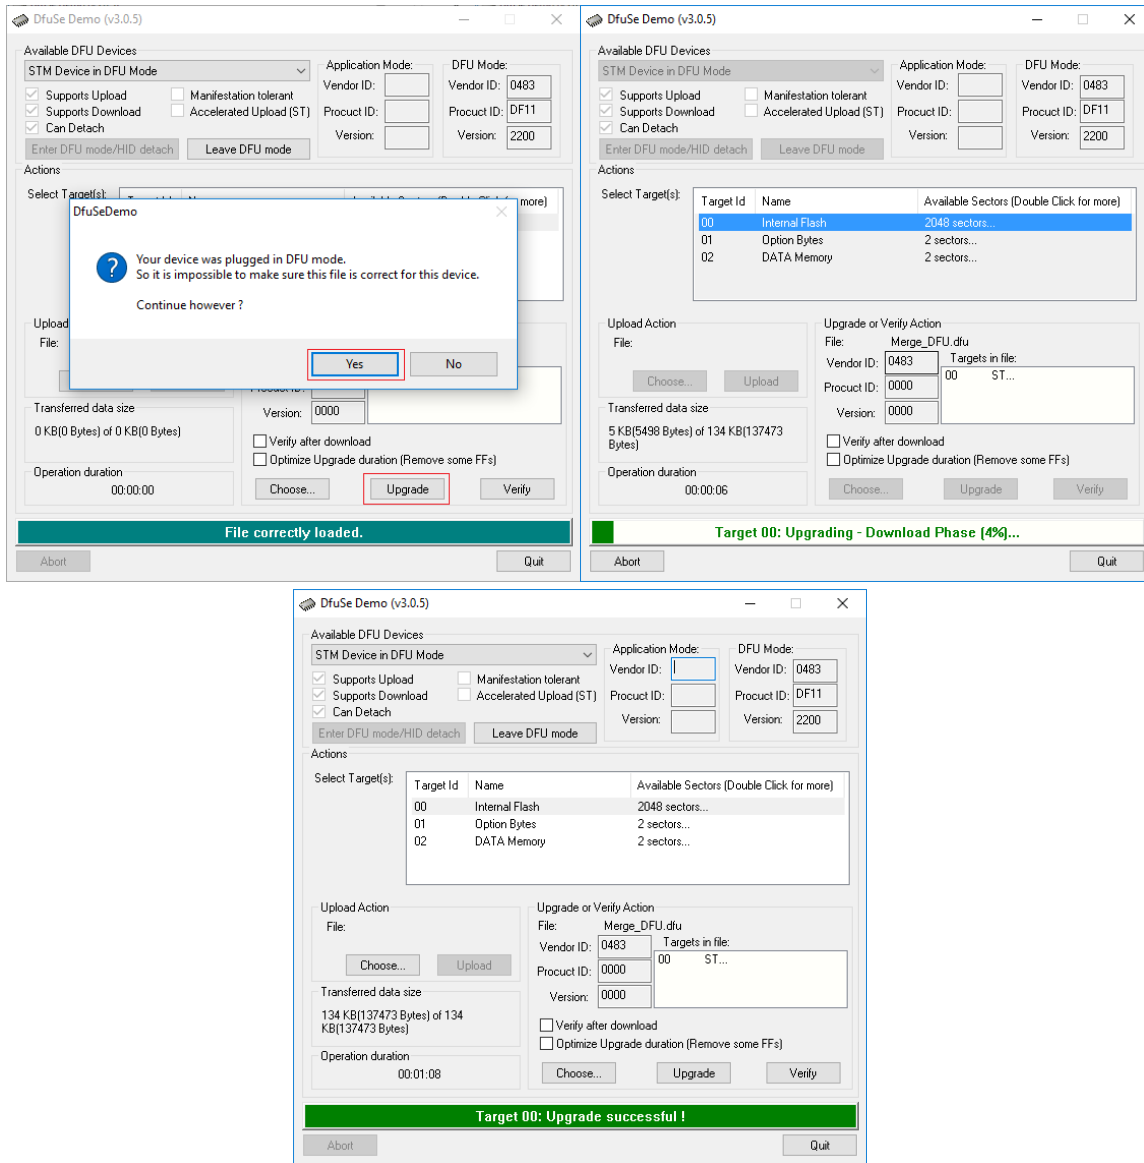 DfuSe Demo (v3.0.5)
Available DFU Devices
STM Device in DFU Mode
Supports Upload
Manifestation tolerant
Supports Download
Accelerated Upload (ST)
Can Detach
Enter DFU mode/HID detach
Leave DFU mode
Application Mode:
Vendor ID:
Procuct ID:
Version:
DFU Mode:
Vendor ID: 0483
Procuct ID: DF11
Version: 2200
Actions
Select Target(s):
more)
DfuSeDemo
Your device was plugged in DFU mode.
So it is impossible to make sure this file is correct for this device.
Continue however ?
Yes
No
Upload
File:
Transferred data size
0 KB(0 Bytes) of 0 KB(0 Bytes)
Operation duration
00:00:00
Version: 0000
Verify after download
Optimize Upgrade duration (Remove some FFs)
Choose...
Upgrade
Verify
File correctly loaded.
Abort
Quit
DfuSe Demo (v3.0.5)
Available DFU Devices
STM Device in DFU Mode
Supports Upload
Manifestation tolerant
Supports Download
Accelerated Upload (ST)
Can Detach
Enter DFU mode/HID detach
Leave DFU mode
Application Mode:
Vendor ID:
Procuct ID:
Version:
DFU Mode:
Vendor ID: 0483
Procuct ID: DF11
Version: 2200
Actions
Select Target(s):
Target Id Name Available Sectors (Double Click for more)
00 Internal Flash 2048 sectors...
01 Option Bytes 2 sectors...
02 DATA Memory 2 sectors...
Upload Action
File:
Choose...
Upload
Transferred data size
5 KB(5498 Bytes) of 134 KB(137473
Bytes)
Operation duration
00:00:06
Upgrade or Verify Action
File: Merge_DFU.dfu
Vendor ID: 0483
Procuct ID: 0000
Version: 0000
Targets in file:
00 ST...
Verify after download
Optimize Upgrade duration (Remove some FFs)
Choose...
Upgrade
Verify
Target 00: Upgrading - Download Phase (4%)...
Abort
Quit
DfuSe Demo (v3.0.5)
Available DFU Devices
STM Device in DFU Mode
Supports Upload
Manifestation tolerant
Supports Download
Accelerated Upload (ST)
Can Detach
Enter DFU mode/HID detach
Leave DFU mode
Application Mode:
Vendor ID:
Procuct ID:
Version:
DFU Mode:
Vendor ID: 0483
Procuct ID: DF11
Version: 2200
Actions
Select Target(s):
Target Id Name Available Sectors (Double Click for more)
00 Internal Flash 2048 sectors...
01 Option Bytes 2 sectors...
02 DATA Memory 2 sectors...
Upload Action
File:
Choose...
Upload
Transferred data size
134 KB(137473 Bytes) of 134
KB(137473 Bytes)
Operation duration
00:01:08
Upgrade or Verify Action
File: Merge_DFU.dfu
Vendor ID: 0483
Procuct ID: 0000
Version: 0000
Targets in file:
00 ST...
Verify after download
Optimize Upgrade duration (Remove some FFs)
Choose...
Upgrade
Verify
Target 00: Upgrade successful !
Abort
Quit